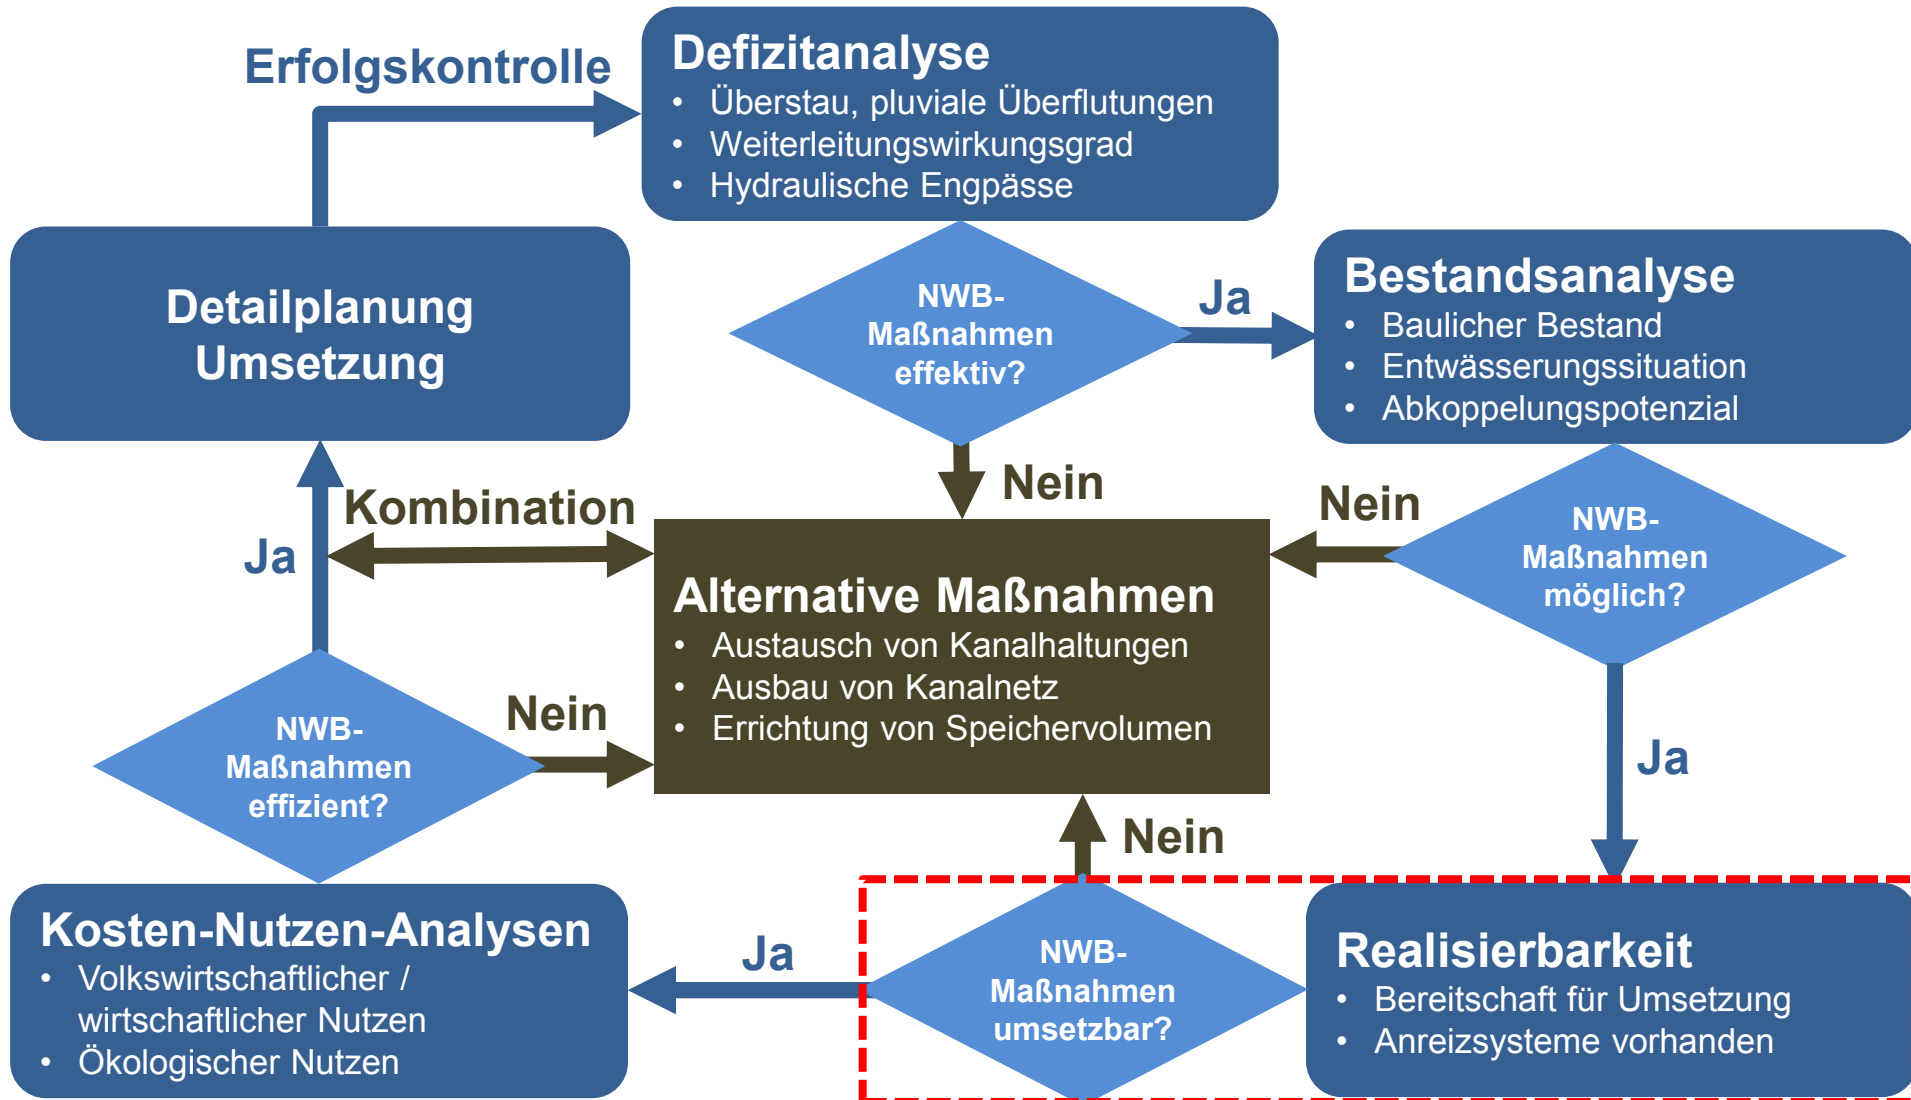 Erfolgskontrolle
Defizitanalyse
• Überstau, pluviale Überflutungen
• Weiterleitungswirkungsgrad
• Hydraulische Engpässe
Detailplanung
Umsetzung
NWB-
Maßnahmen
effektiv?
Ja
Bestandsanalyse
• Baulicher Bestand
• Entwässerungssituation
• Abkoppelungspotenzial
Nein
Kombination
Ja
Nein
NWB-
Maßnahmen
möglich?
Alternative Maßnahmen
• Austausch von Kanalhaltungen
• Ausbau von Kanalnetz
• Errichtung von Speichervolumen
NWB-
Maßnahmen
effizient?
Nein
Ja
Nein
Kosten-Nutzen-Analysen
• Volkswirtschaftlicher /
wirtschaftlicher Nutzen
• Ökologischer Nutzen
Ja
NWB-
Maßnahmen
umsetzbar?
Realisierbarkeit
• Bereitschaft für Umsetzung
• Anreizsysteme vorhanden